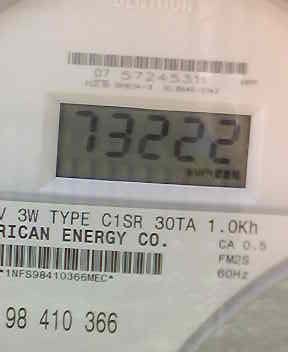 07 5724531
73222
V 3W TYPE C1SR 30TA 1.0Kh
RICAN ENERGY CO.
CA 0.5
FM2S
60Hz
*1NFS98410366MEC*
98 410 366